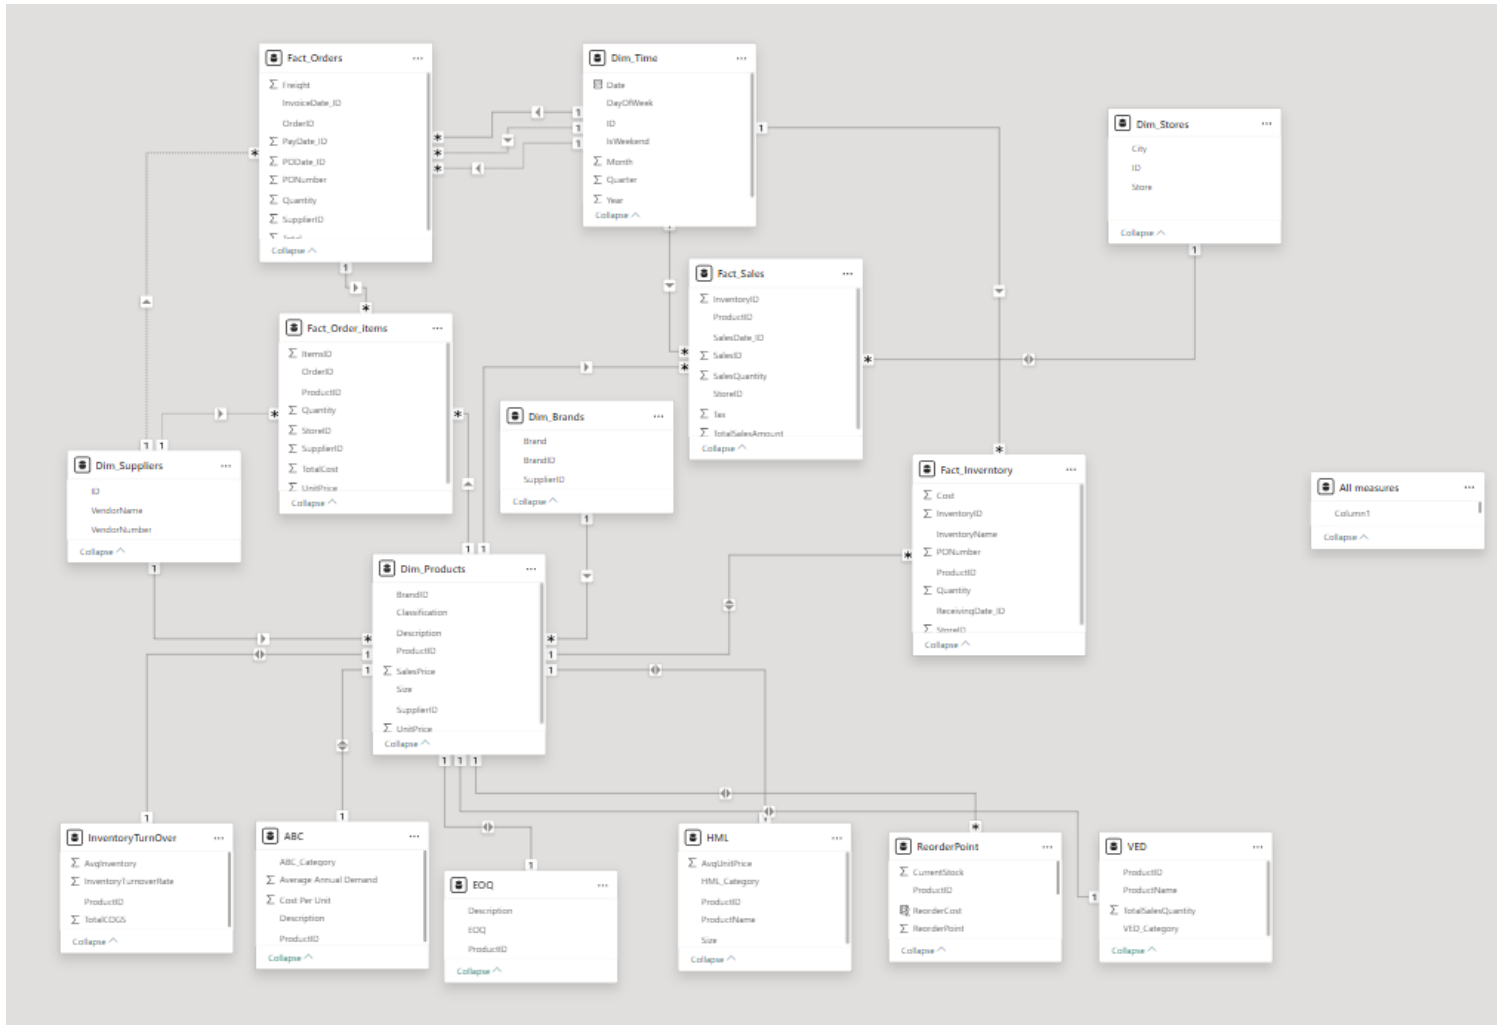 Fact_Orders
Freight
InvoiceDate_ID
OrderID
PayDate_ID
PODate_ID
PONumber
Quantity
SupplierID
Total
Collapse
Dim_Time
Date
DayOfWeek
ID
IsWeekend
Month
Quarter
Year
Collapse
Dim_Stores
City
ID
Store
Collapse
Fact_Sales
InventoryID
ProductID
SalesDate_ID
SalesID
SalesQuantity
StoreID
Tax
TotalSalesAmount
Collapse
Fact_Order_items
ItemsID
OrderID
ProductID
Quantity
StoreID
SupplierID
TotalCost
UnitPrice
Collapse
Dim_Brands
Brand
BrandID
SupplierID
Collapse
Dim_Suppliers
ID
VendorName
VendorNumber
Collapse
Fact_Inverntory
Cost
InventoryID
InventoryName
PONumber
ProductID
Quantity
ReceivingDate_ID
StoreID
Collapse
All measures
Column1
Collapse
Dim_Products
BrandID
Classification
Description
ProductID
SalesPrice
Size
SupplierID
UnitPrice
Collapse
InventoryTurnOver
AvgInventory
InventoryTurnoverRate
ProductID
TotalCOGS
Collapse
ABC
ABC_Category
Average Annual Demand
Cost Per Unit
Description
ProductID
Collapse
EOQ
Description
EOQ
ProductID
Collapse
HML
AvgUnitPrice
HML_Category
ProductID
ProductName
Size
Collapse
ReorderPoint
CurrentStock
ProductID
ReorderCost
ReorderPoint
Collapse
VED
ProductID
ProductName
TotalSalesQuantity
VED_Category
Collapse